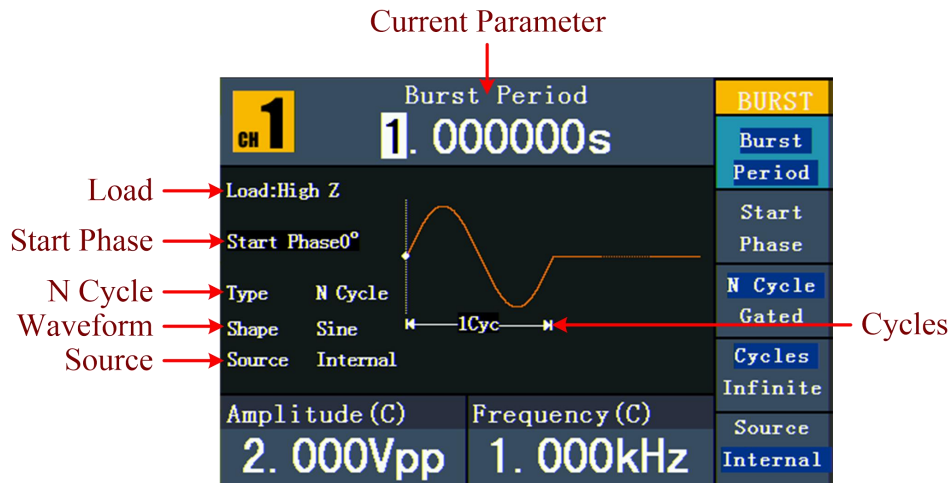 Current Parameter
CH 1
Burst Period
1.000000s
BURST
Burst
Period
Load
Load:High Z
Start
Phase
Start Phase
Start Phase0°
N Cycle
Type N Cycle
N Cycle
Gated
Waveform
Shape Sine
1Cyc
Cycles
Source
Source Internal
Cycles
Infinite
Amplitude(C)
2.000Vpp
Frequency(C)
1.000kHz
Source
Internal